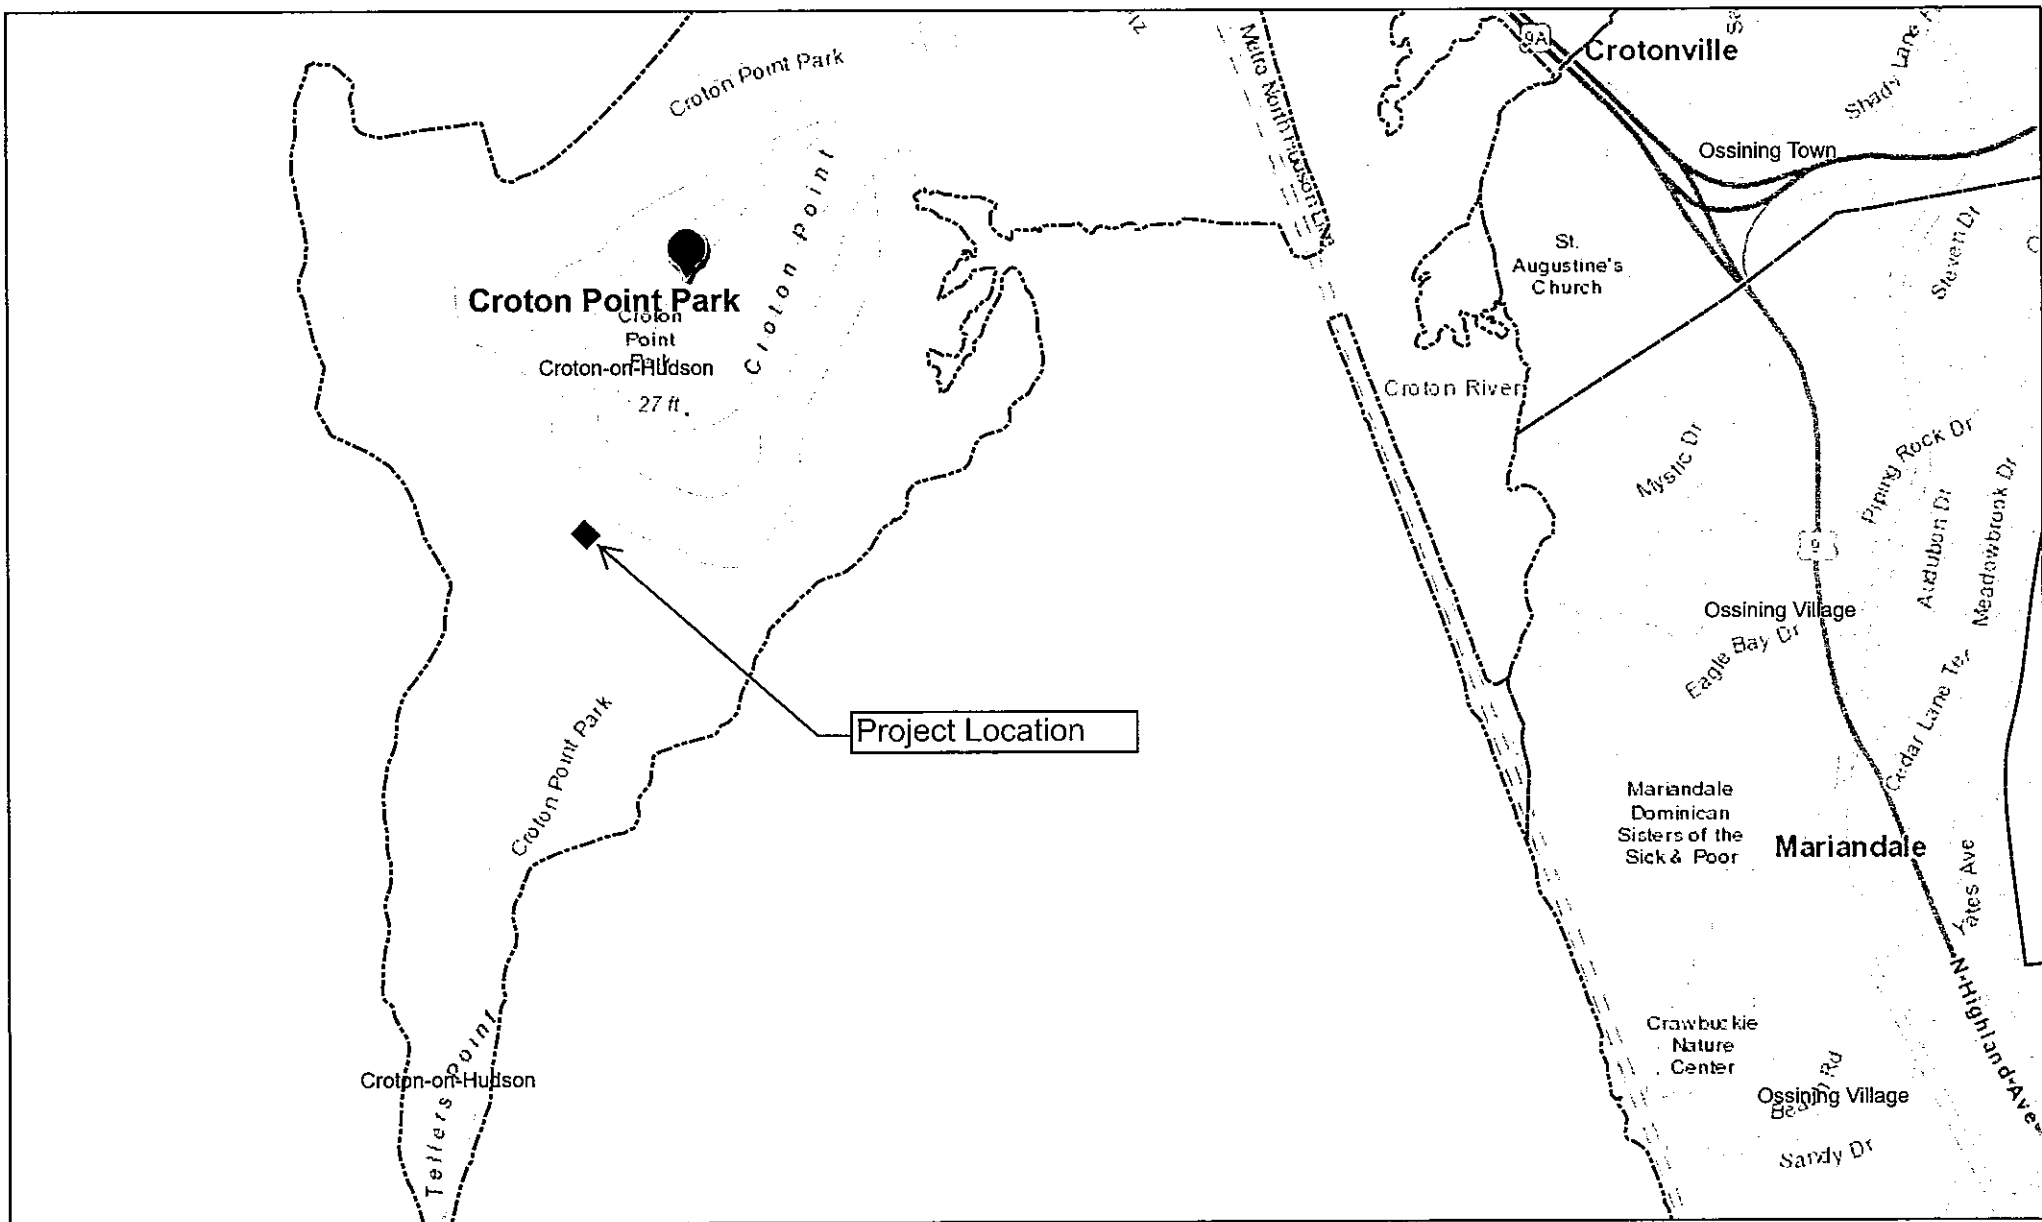 Croton Point Park
Metro North Hudson Line
9A
Crotonville
Shady Lane
Ossining Town
Croton Point
St.
Augustine's
Church
Steven Dr
Croton Point Park
Croton
Point
Park
Croton-on-Hudson
27 ft
Croton River
Mystic Dr
Piping Rock Dr
Audubon Dr
Meadowbrook Dr
9
Ossining Village
Eagle Bay Dr
Cedar Lane Ter
Croton Point Park
Project Location
Mariandale
Dominican
Sisters of the
Sick & Poor
Mariandale
Yates Ave
N Highland Ave
Crawbuckie
Nature
Center
Croton-on-Hudson
Tellers Point
Ossining Village
Beach Rd
Sandy Dr